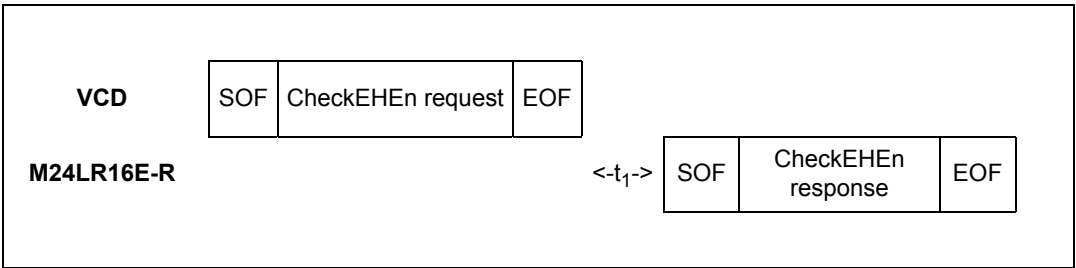 VCD SOF CheckEHEn request EOF
M24LR16E-R <-t1-> SOF CheckEHEn response EOF